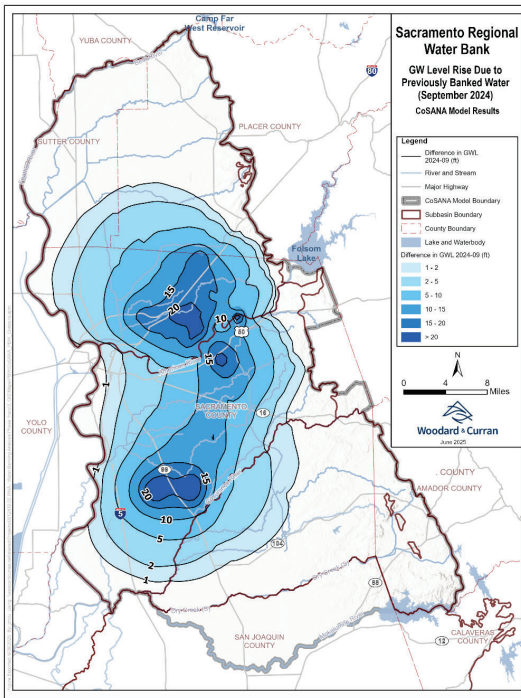 Camp Far
West Reservoir
YUBA COUNTY
80
PLACER COUNTY
SUTTER COUNTY
Folsom
Lake
15
20
10
50
15
1
SACRAMENTO
COUNTY
16
YOLO
COUNTY
1
99
15
20
5
10
5
104
2
1
COUNTY
AMADOR COUNTY
88
SAN JOAQUIN
COUNTY
12
CALAVERAS
COUNTY
Sacramento Regional
Water Bank
GW Level Rise Due to
Previously Banked Water
(September 2024)
CoSANA Model Results
Legend
Difference in GWL
2024-09 (ft)
River and Stream
Major Highway
CoSANA Model Boundary
Subbasin Boundary
County Boundary
Lake and Waterbody
Difference in GWL 2024-09 (ft)
1 - 2
2 - 5
5 - 10
10 - 15
15 - 20
> 20
N
0 4 8
Miles
Woodard & Curran
June 2025